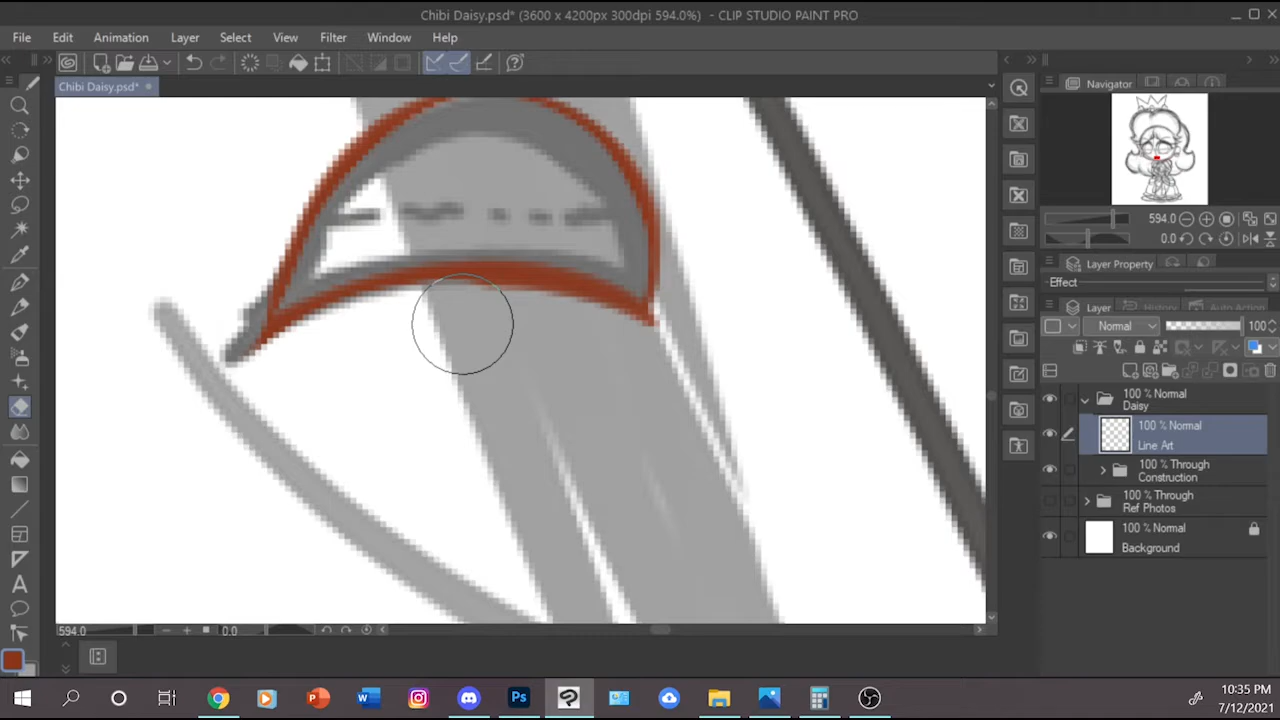 Chibi Daisy.psd* (3600 x 4200px 300dpi 594.0%) - CLIP STUDIO PAINT PRO
File Edit Animation Layer Select View Filter Window Help
Chibi Daisy.psd*
Navigator
594.0
0.0
Layer Property
Effect
Layer History Auto Action
Normal 100
100 % Normal
Daisy
100 % Normal
Line Art
100 % Through
Construction
100 % Through
Ref Photos
100 % Normal
Background
594.0 0.0
10:35 PM
7/12/2021